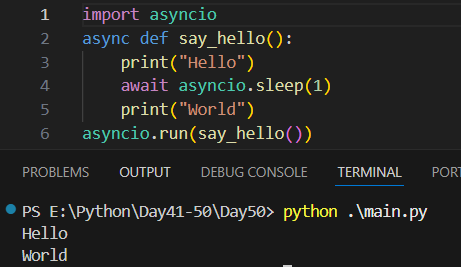 1 import asyncio
2 async def say_hello():
3     print("Hello")
4     await asyncio.sleep(1)
5     print("World")
6 asyncio.run(say_hello())
PROBLEMS OUTPUT DEBUG CONSOLE TERMINAL POR
PS E:\Python\Day41-50\Day50> python .\main.py
Hello
World